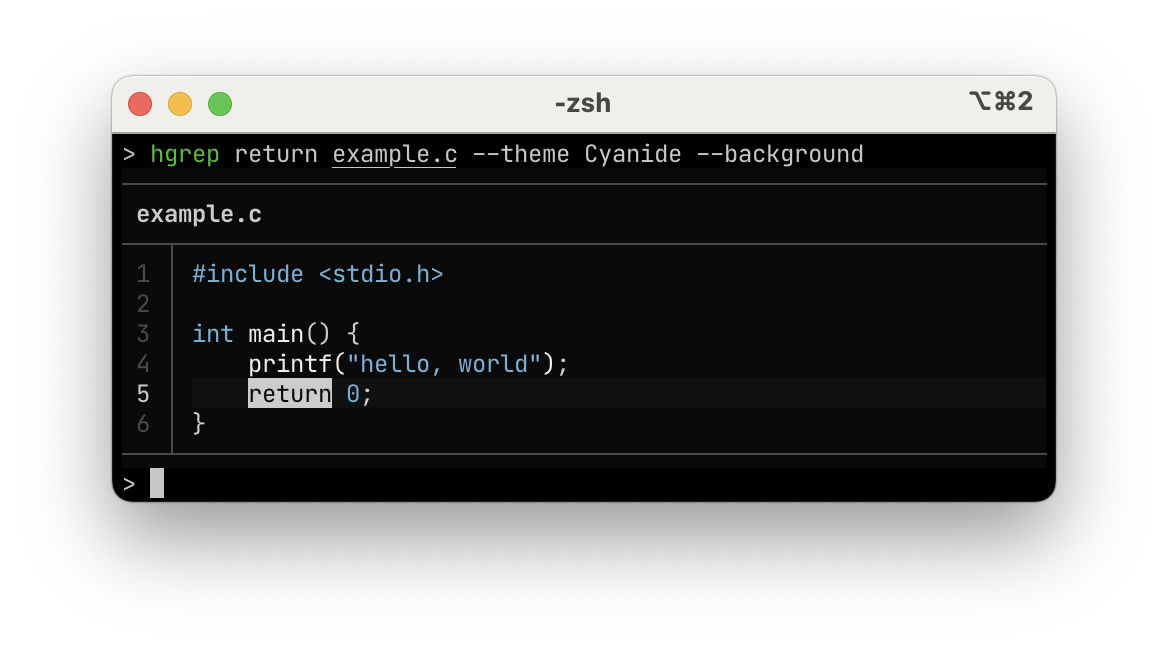 -zsh ⌥⌘2
> hgrep return example.c --theme Cyanide --background
example.c
1 #include <stdio.h>
2
3 int main() {
4     printf("hello, world");
5     return 0;
6 }
>